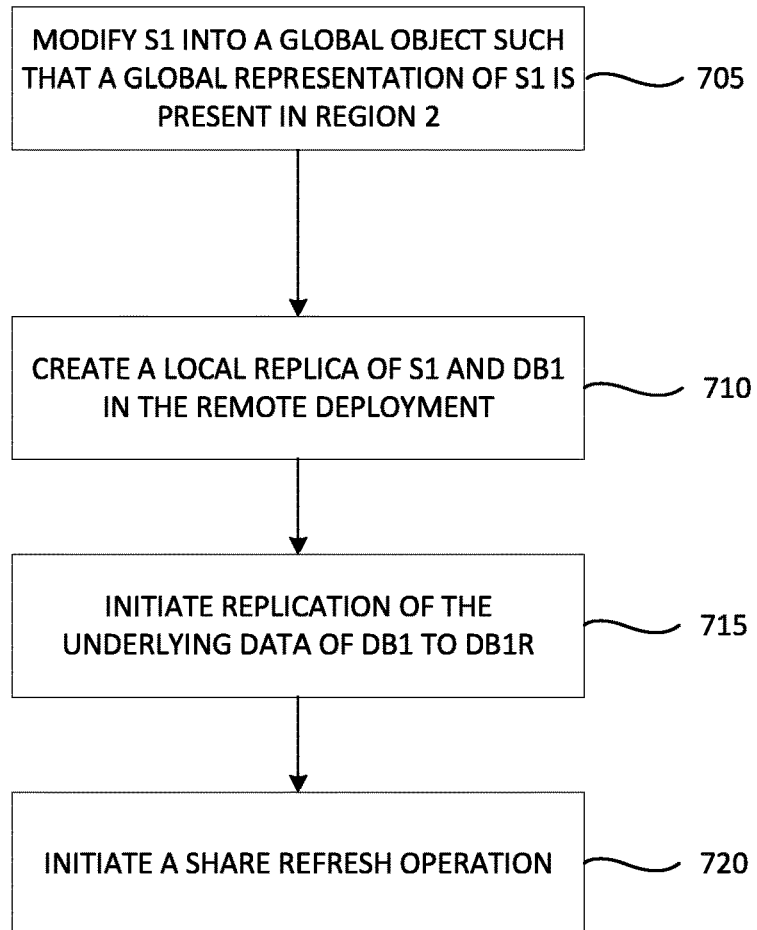 MODIFY S1 INTO A GLOBAL OBJECT SUCH
THAT A GLOBAL REPRESENTATION OF S1 IS
PRESENT IN REGION 2
705
CREATE A LOCAL REPLICA OF S1 AND DB1
IN THE REMOTE DEPLOYMENT
710
INITIATE REPLICATION OF THE
UNDERLYING DATA OF DB1 TO DB1R
715
INITIATE A SHARE REFRESH OPERATION
720